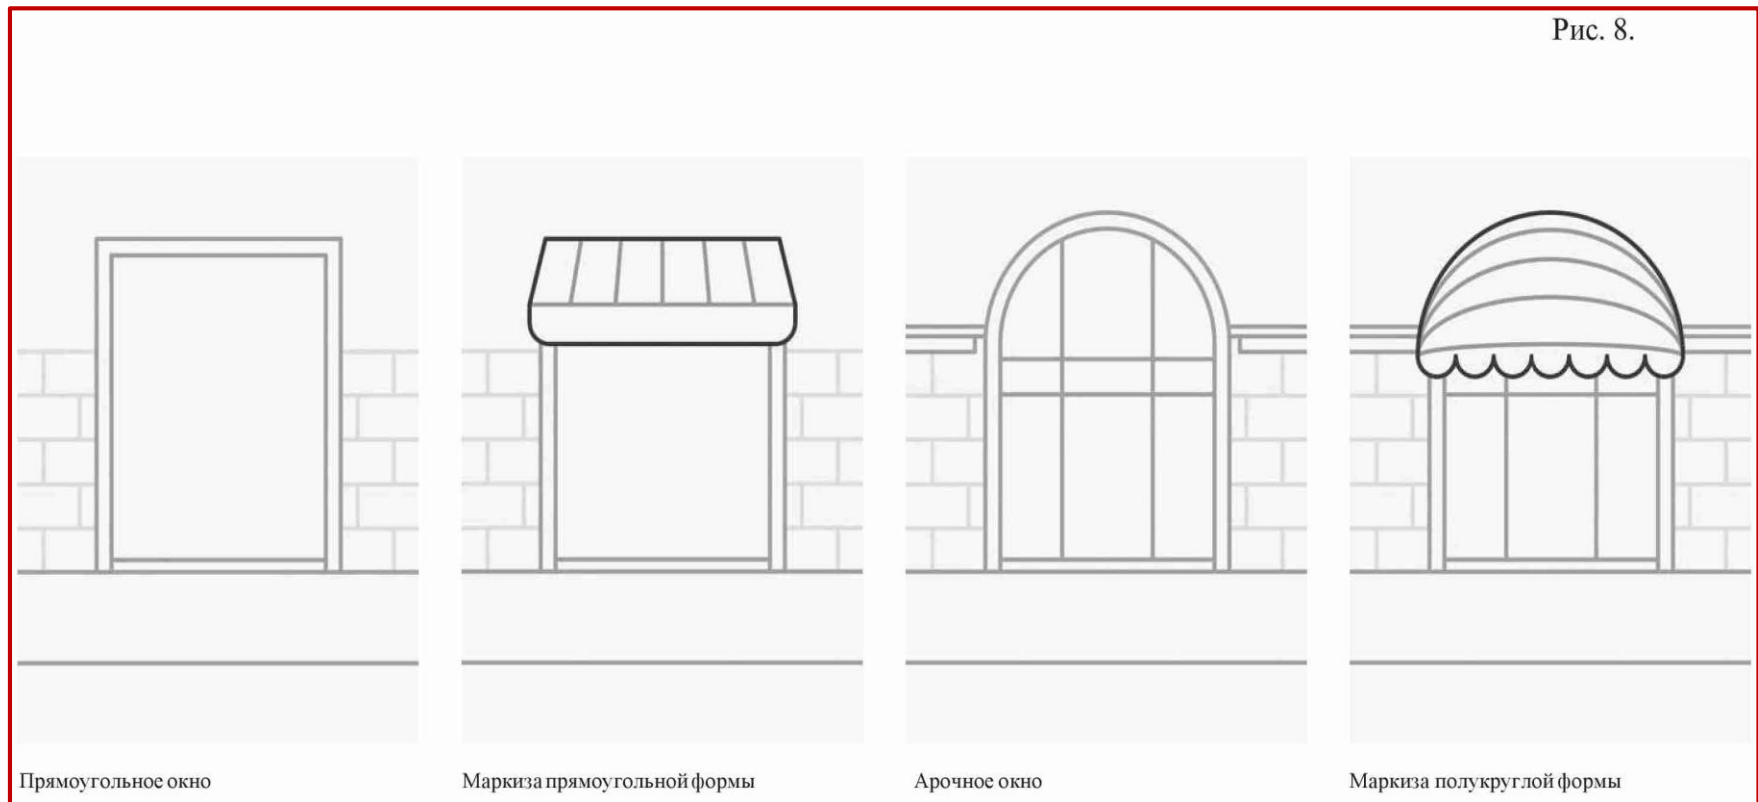 Рис. 8.
Прямоугольное окно
Маркиза прямоугольной формы
Арочное окно
Маркиза полукруглой формы